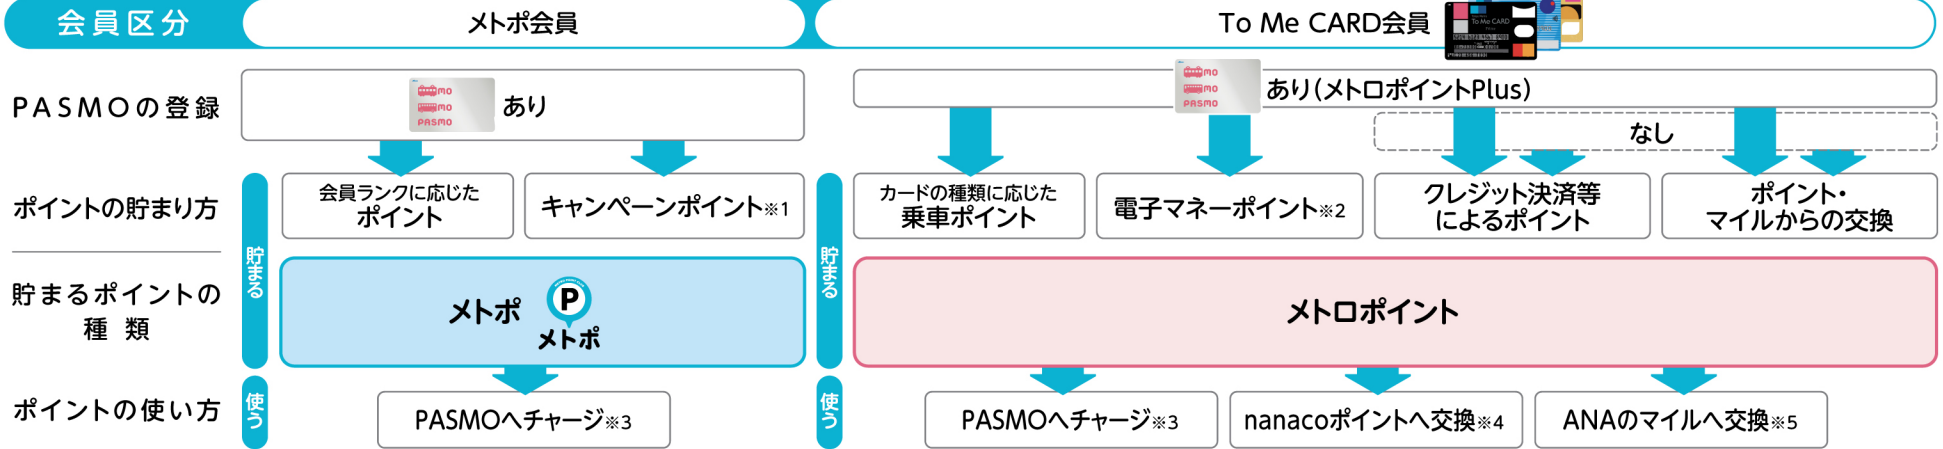 会員区分
メトポ会員
To Me CARD会員
To Me CARD
PASMOの登録
mo
mo
PASMO
あり
mo
mo
PASMO
あり(メトロポイントPlus)
なし
ポイントの貯まり方
貯まる
会員ランクに応じた
ポイント
キャンペーンポイント※1
貯まる
カードの種類に応じた
乗車ポイント
電子マネーポイント※2
クレジット決済等
によるポイント
ポイント・
マイルからの交換
貯まるポイントの
種 類
メトポ
P
メトポ
メトロポイント
ポイントの使い方
使う
PASMOへチャージ※3
使う
PASMOへチャージ※3
nanacoポイントへ交換※4
ANAのマイルへ交換※5